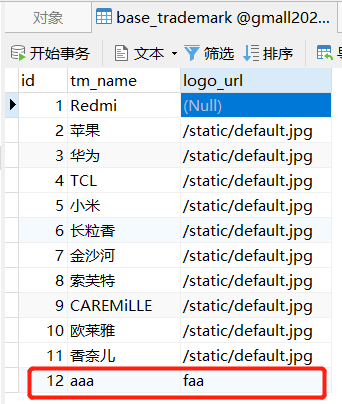 对象 base_trademark @gmall202...
开始事务 文本 筛选 排序
id tm_name logo_url
1 Redmi (Null)
2 苹果 /static/default.jpg
3 华为 /static/default.jpg
4 TCL /static/default.jpg
5 小米 /static/default.jpg
6 长粒香 /static/default.jpg
7 金沙河 /static/default.jpg
8 索芙特 /static/default.jpg
9 CAREMiLLE /static/default.jpg
10 欧莱雅 /static/default.jpg
11 香奈儿 /static/default.jpg
12 aaa faa